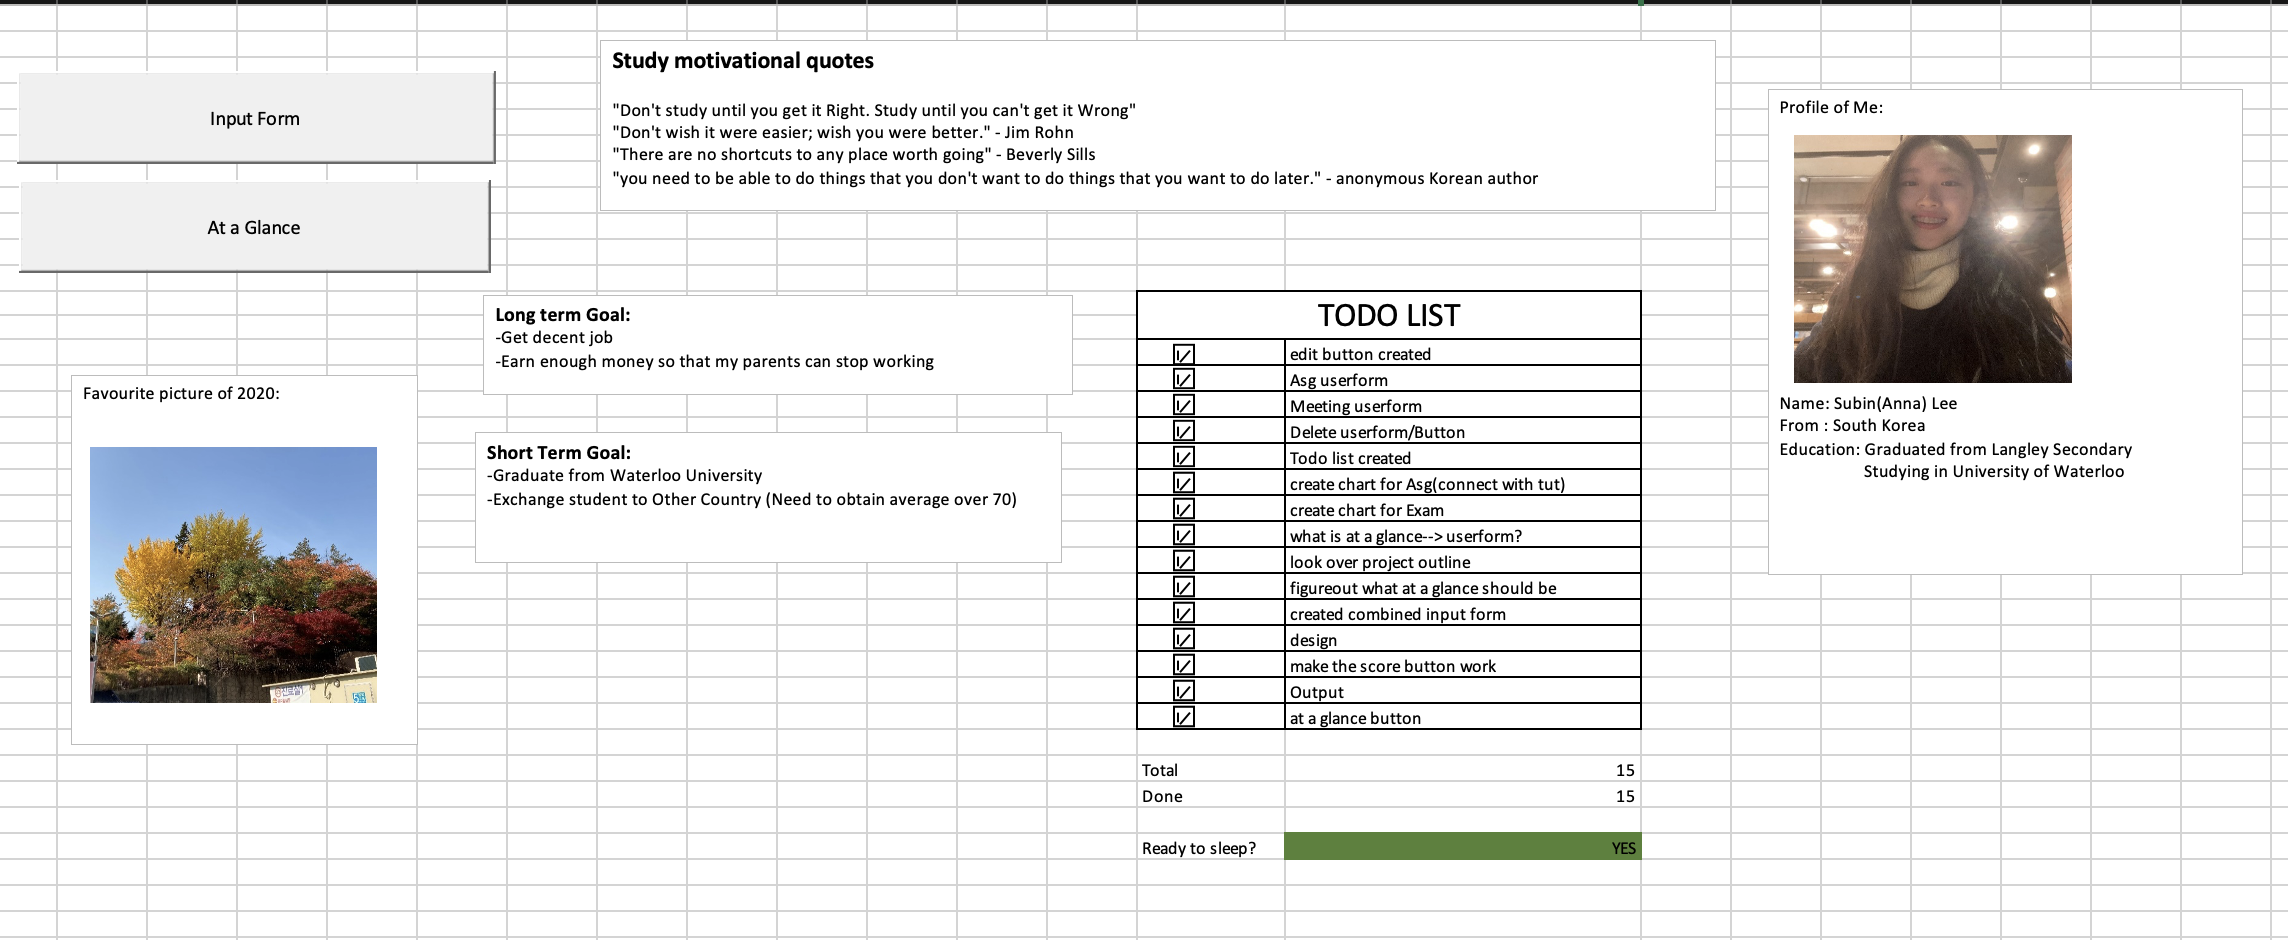 Input Form
At a Glance
Study motivational quotes
"Don't study until you get it Right. Study until you can't get it Wrong"
"Don't wish it were easier; wish you were better." - Jim Rohn
"There are no shortcuts to any place worth going" - Beverly Sills
"you need to be able to do things that you don't want to do things that you want to do later." - anonymous Korean author
Long term Goal:
-Get decent job
-Earn enough money so that my parents can stop working
Favourite picture of 2020:
Short Term Goal:
-Graduate from Waterloo University
-Exchange student to Other Country (Need to obtain average over 70)
TODO LIST
edit button created
Asg userform
Meeting userform
Delete userform/Button
Todo list created
create chart for Asg(connect with tut)
create chart for Exam
what is at a glance--> userform?
look over project outline
figureout what at a glance should be
created combined input form
design
make the score button work
Output
at a glance button
Total 15
Done 15
Ready to sleep? YES
Profile of Me:
Name: Subin(Anna) Lee
From : South Korea
Education: Graduated from Langley Secondary
Studying in University of Waterloo